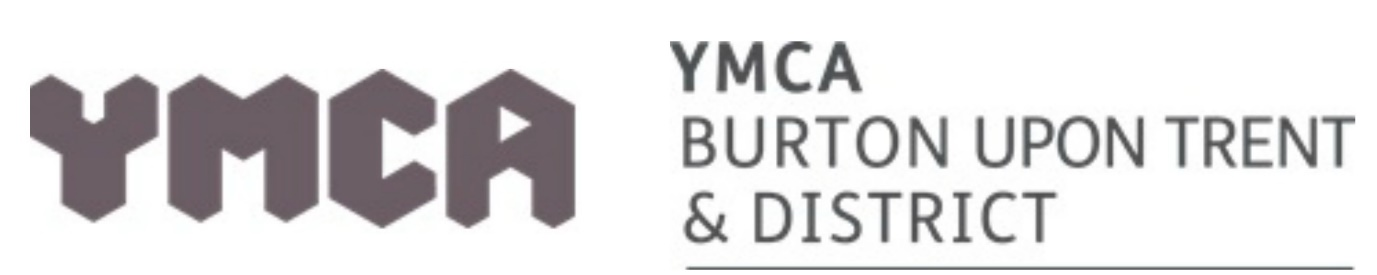 YMCA
YMCA
BURTON UPON TRENT
& DISTRICT